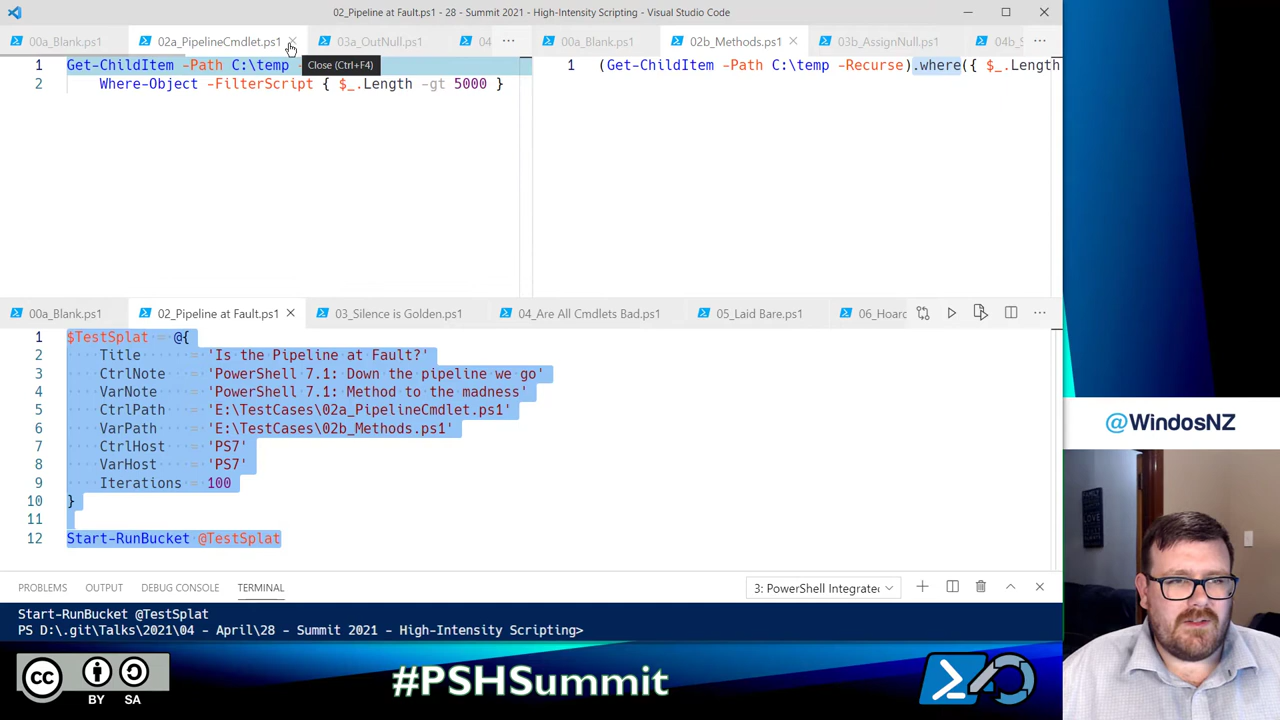 02_Pipeline at Fault.ps1 - 28 - Summit 2021 - High-Intensity Scripting - Visual Studio Code
00a_Blank.ps1
02a_PipelineCmdlet.ps1
03a_OutNull.ps1
04
00a_Blank.ps1
02b_Methods.ps1
03b_AssignNull.ps1
04b_S
Close (Ctrl+F4)
1 Get-ChildItem -Path C:\temp -
2 Where-Object -FilterScript { $_.Length -gt 5000 }
1 (Get-ChildItem -Path C:\temp -Recurse).where({ $_.Length
00a_Blank.ps1
02_Pipeline at Fault.ps1
03_Silence is Golden.ps1
04_Are All Cmdlets Bad.ps1
05_Laid Bare.ps1
06_Hoard
1 $TestSplat = @{
2 Title = 'Is the Pipeline at Fault?'
3 CtrlNote = 'PowerShell 7.1: Down the pipeline we go'
4 VarNote = 'PowerShell 7.1: Method to the madness'
5 CtrlPath = 'E:\TestCases\02a_PipelineCmdlet.ps1'
6 VarPath = 'E:\TestCases\02b_Methods.ps1'
7 CtrlHost = 'PS7'
8 VarHost = 'PS7'
9 Iterations = 100
10 }
11
12 Start-RunBucket @TestSplat
PROBLEMS OUTPUT DEBUG CONSOLE TERMINAL
3: PowerShell Integrated
Start-RunBucket @TestSplat
PS D:\.git\Talks\2021\04 - April\28 - Summit 2021 - High-Intensity Scripting>
@WindosNZ
cc
BY SA
#PSHSummit